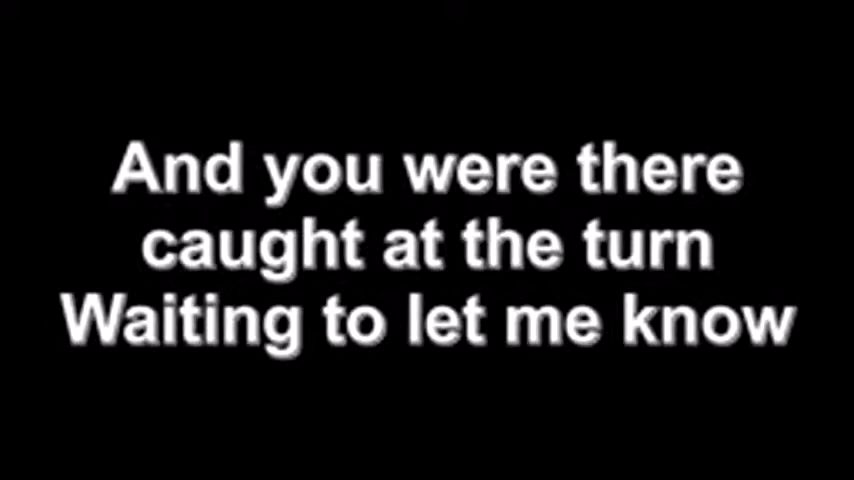 And you were there
caught at the turn
Waiting to let me know